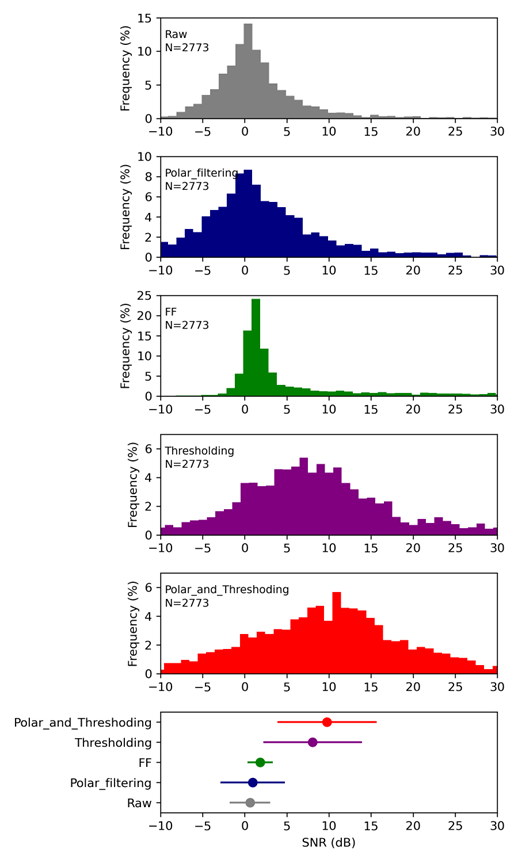 15
10
5
0
Frequency (%)
Raw
N=2773
−10 −5 0 5 10 15 20 25 30
10
8
6
4
2
0
Frequency (%)
Polar_filtering
N=2773
−10 −5 0 5 10 15 20 25 30
25
20
15
10
5
0
Frequency (%)
FF
N=2773
−10 −5 0 5 10 15 20 25 30
6
4
2
0
Frequency (%)
Thresholding
N=2773
−10 −5 0 5 10 15 20 25 30
6
4
2
0
Frequency (%)
Polar_and_Threshoding
N=2773
−10 −5 0 5 10 15 20 25 30
Polar_and_Threshoding
Thresholding
FF
Polar_filtering
Raw
−10 −5 0 5 10 15 20 25 30
SNR (dB)